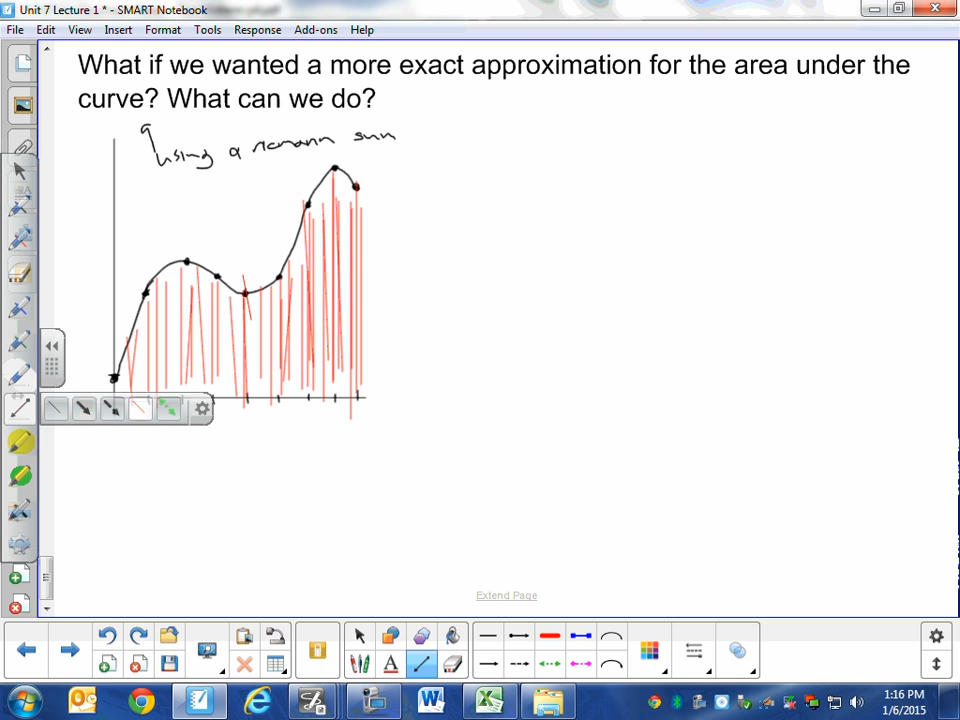 Unit 7 Lecture 1 * - SMART Notebook
File Edit View Insert Format Tools Response Add-ons Help
What if we wanted a more exact approximation for the area under the
curve? What can we do?
using a riemann sum
Extend Page
1:16 PM
1/6/2015